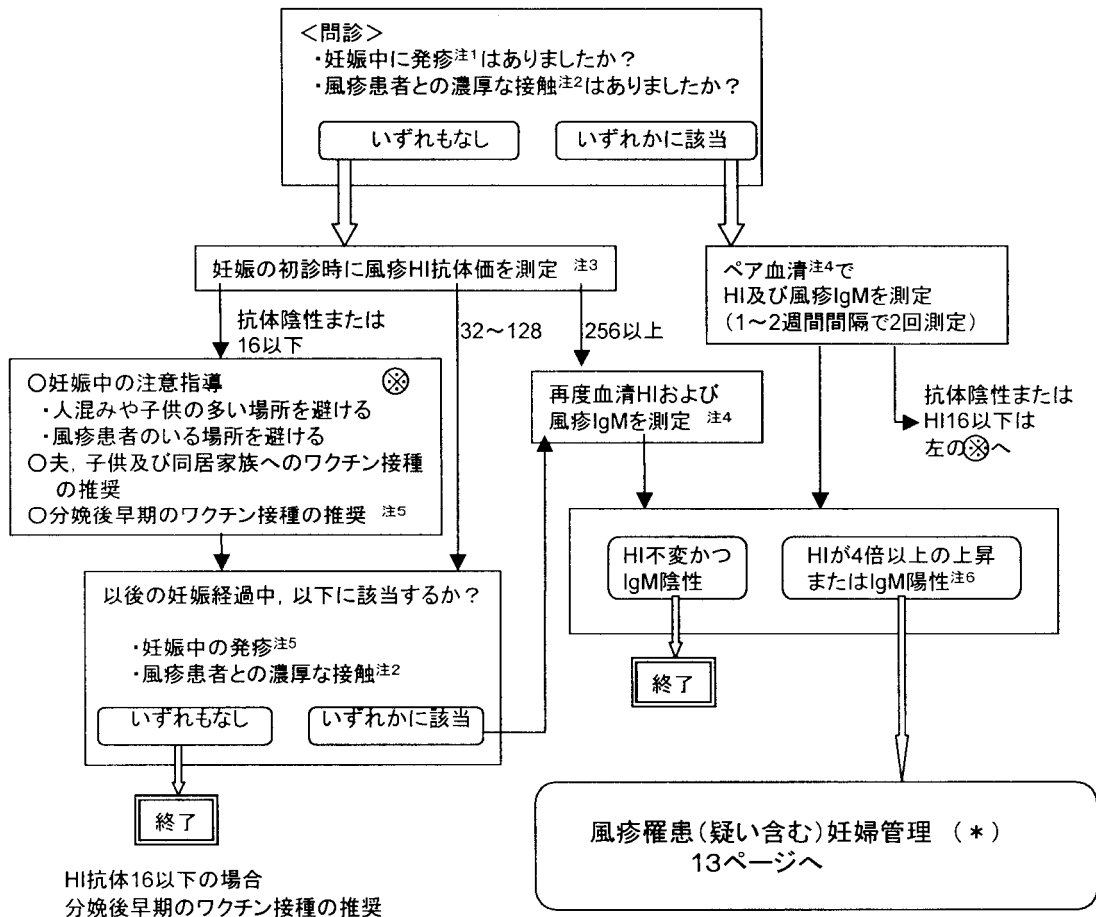 ＜問診＞
・妊娠中に発疹注1はありましたか？
・風疹患者との濃厚な接触注2はありましたか？
いずれもなし
いずれかに該当
妊娠の初診時に風疹HI抗体価を測定 注3
ペア血清注4で
HI及び風疹IgMを測定
（1～2週間間隔で2回測定）
抗体陰性または
16以下
32～128
256以上
○妊娠中の注意指導 ※
・人混みや子供の多い場所を避ける
・風疹患者のいる場所を避ける
○夫，子供及び同居家族へのワクチン接種
の推奨
○分娩後早期のワクチン接種の推奨 注5
再度血清HIおよび
風疹IgMを測定 注4
抗体陰性または
HI16以下は
左の※へ
HI不変かつ
IgM陰性
HIが4倍以上の上昇
またはIgM陽性注6
以後の妊娠経過中，以下に該当するか？
・妊娠中の発疹注5
・風疹患者との濃厚な接触注2
いずれもなし
いずれかに該当
終了
終了
風疹罹患（疑い含む）妊婦管理 （＊）
13ページへ
HI抗体16以下の場合
分娩後早期のワクチン接種の推奨